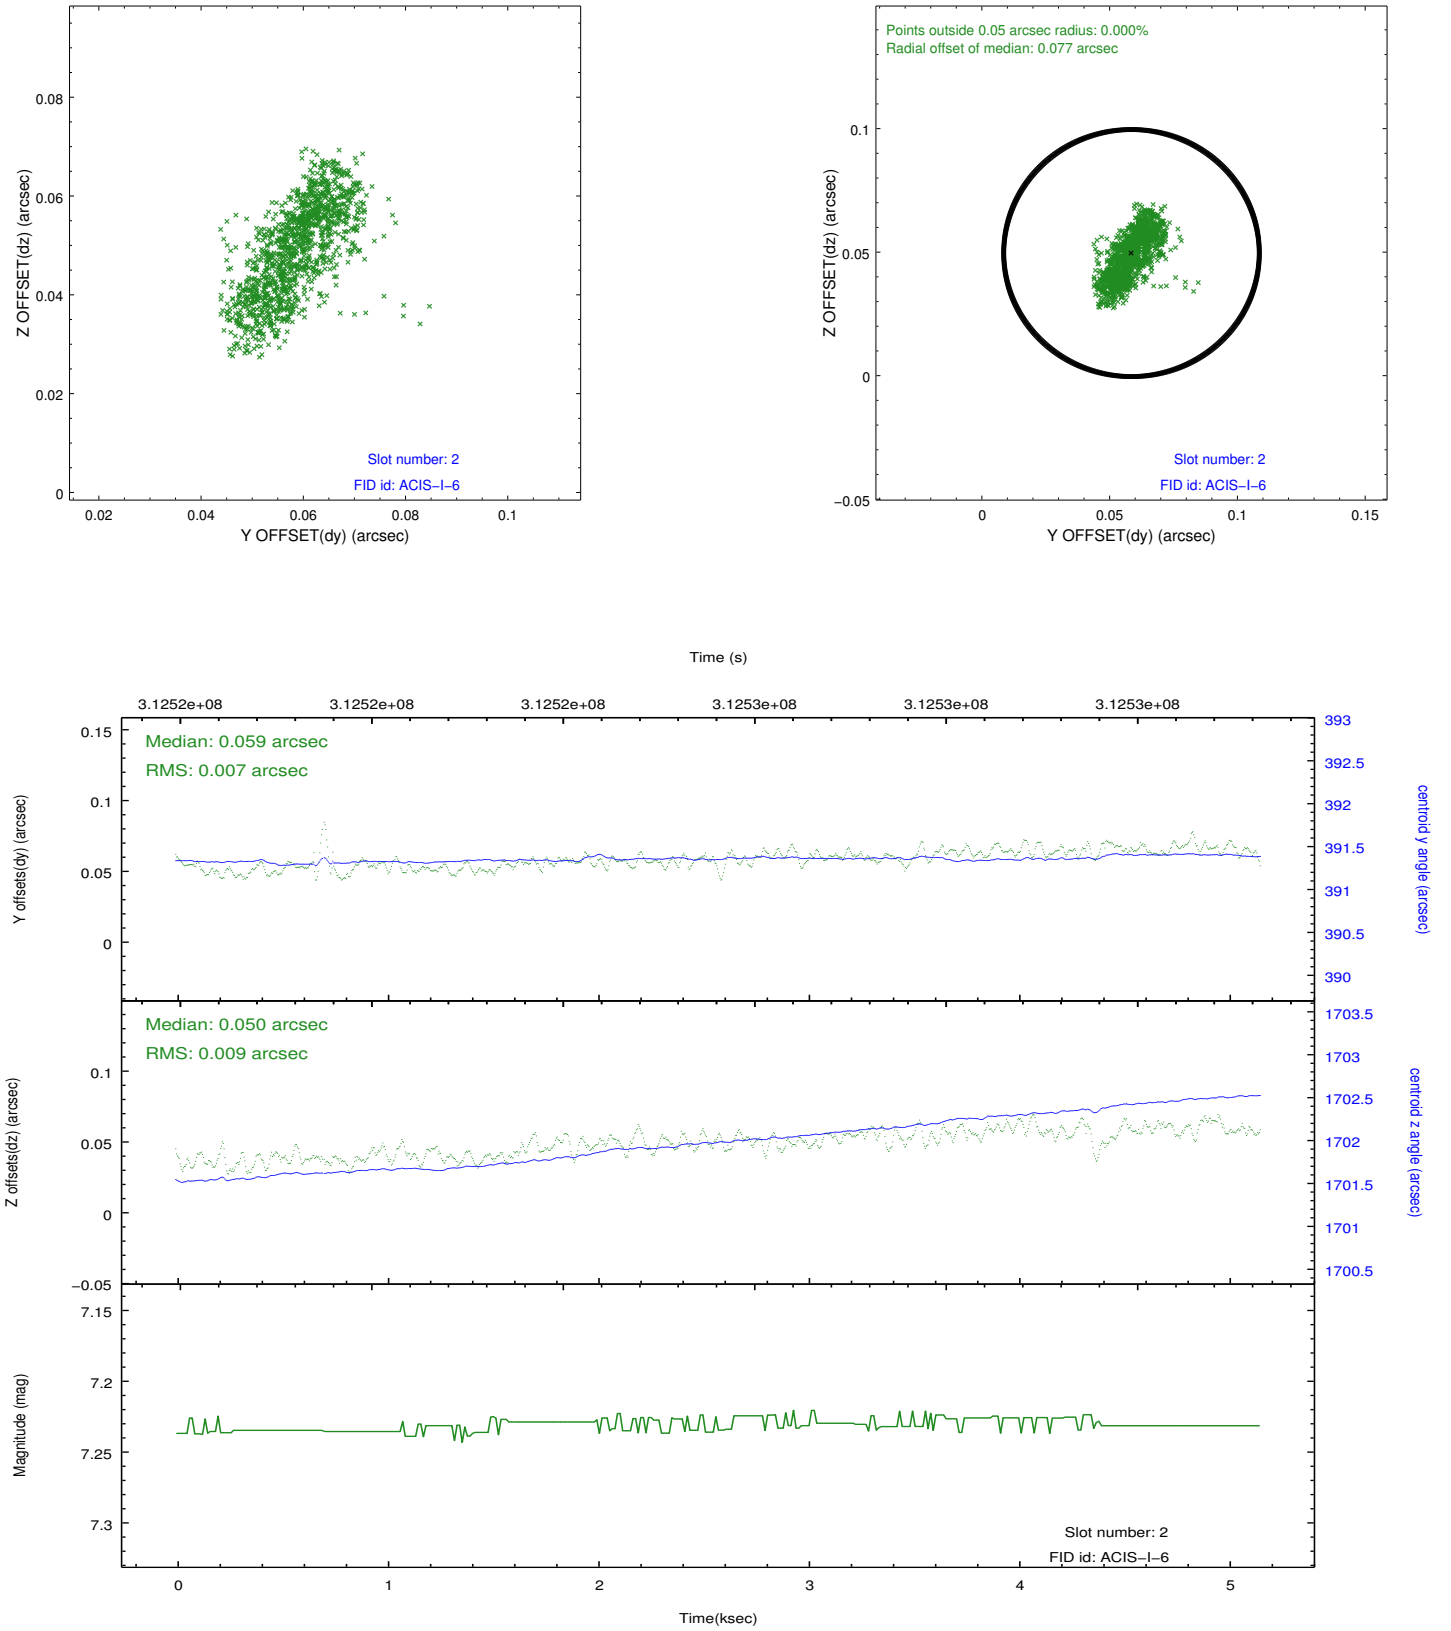 0.08
0.06
0.04
0.02
0
Z OFFSET(dz) (arcsec)
Slot number: 2
FID id: ACIS−I−6
0.02 0.04 0.06 0.08 0.1
Y OFFSET(dy) (arcsec)
Points outside 0.05 arcsec radius: 0.000%
Radial offset of median: 0.077 arcsec
0.1
0.05
0
−0.05
Z OFFSET(dz) (arcsec)
Slot number: 2
FID id: ACIS−I−6
0 0.05 0.1 0.15
Y OFFSET(dy) (arcsec)
Time (s)
3.1252e+08 3.1252e+08 3.1252e+08 3.1253e+08 3.1253e+08 3.1253e+08
Median: 0.059 arcsec
RMS: 0.007 arcsec
0.15
0.1
0.05
0
Y offsets(dy) (arcsec)
393
392.5
392
391.5
391
390.5
390
centroid y angle (arcsec)
Median: 0.050 arcsec
RMS: 0.009 arcsec
0.1
0.05
0
−0.05
Z offsets(dz) (arcsec)
1703.5
1703
1702.5
1702
1701.5
1701
1700.5
centroid z angle (arcsec)
7.15
7.2
7.25
7.3
Magnitude (mag)
Slot number: 2
FID id: ACIS−I−6
0 1 2 3 4 5
Time(ksec)